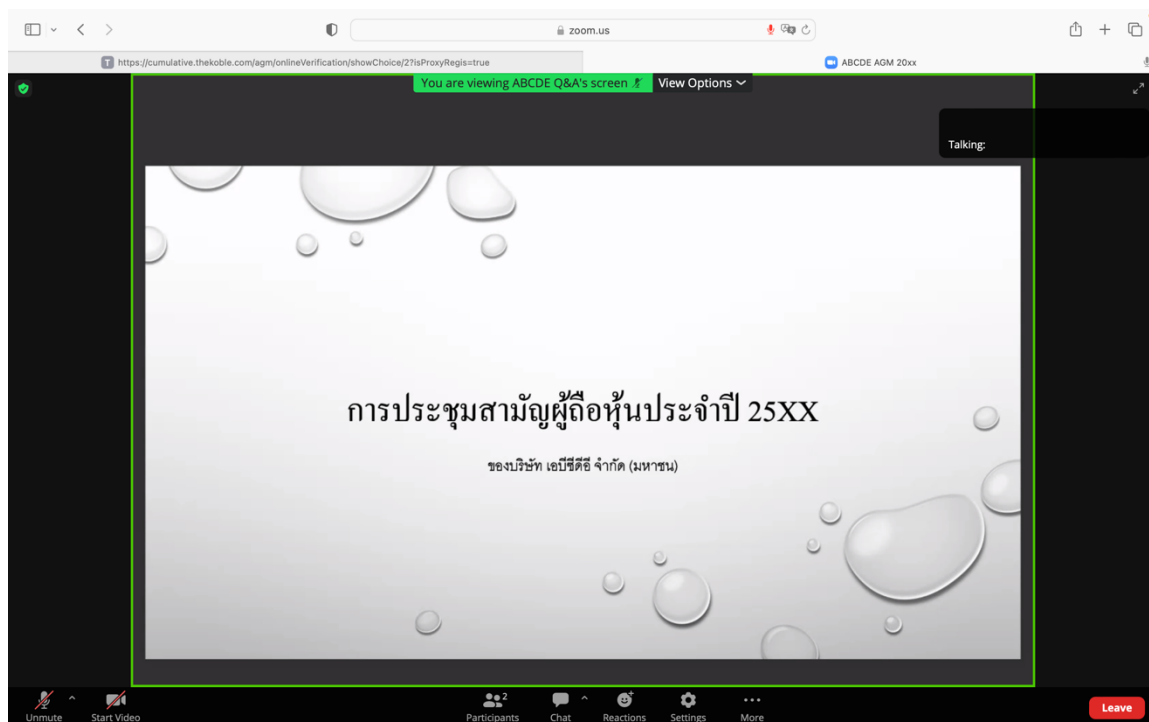 zoom.us
T https://cumulative.thekoble.com/agm/onlineVerification/showChoice/2?isProxyRegis=true
ABCDE AGM 20xx
You are viewing ABCDE Q&A's screen View Options
Talking:
การประชุมสามัญผู้ถือหุ้นประจำปี 25XX
ของบริษัท เอบีซีดีอี จำกัด (มหาชน)
2
Unmute Start Video Participants Chat Reactions Settings More Leave